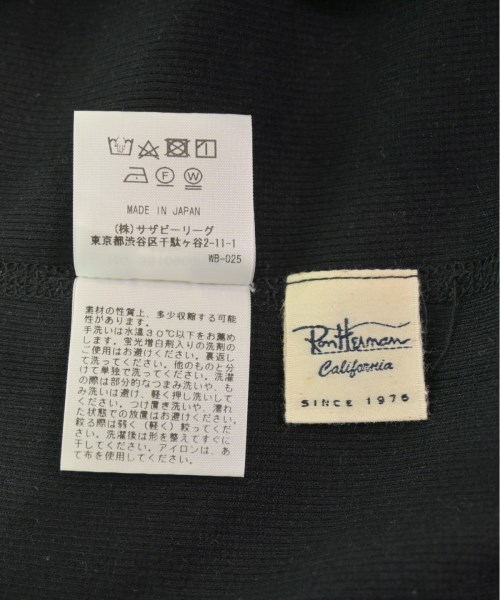 MADE IN JAPAN
(株)サザビーリーグ
東京都渋谷区千駄ヶ谷2-11-1
WB-025
素材の性質上、多少収縮する可能
性があります。
手洗いは水温30℃以下をお薦め
します。蛍光増白剤入りの洗剤の
ご使用はお避けください。裏返し
て洗ってください。他のものと分
けて単独で洗ってください。洗濯
の際は部分的なつまみ洗いや、も
み洗いは避け、軽く押し洗いして
ください。つけ置き洗いや、濡れ
た状態での放置はお避けください。
絞る際は弱く（軽く）絞ってくだ
さい。洗濯後は形を整えてすぐに
干してください。アイロンは、あ
て布を使用してください。
Ron Herman
California
SINCE 1976